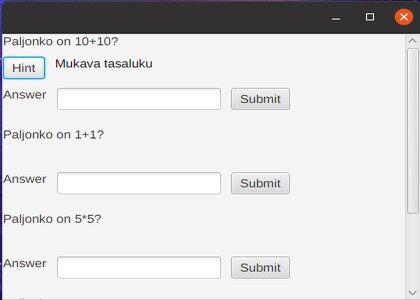 Paljonko on 10+10?
Hint Mukava tasaluku
Answer Submit
Paljonko on 1+1?
Answer Submit
Paljonko on 5*5?
Answer Submit